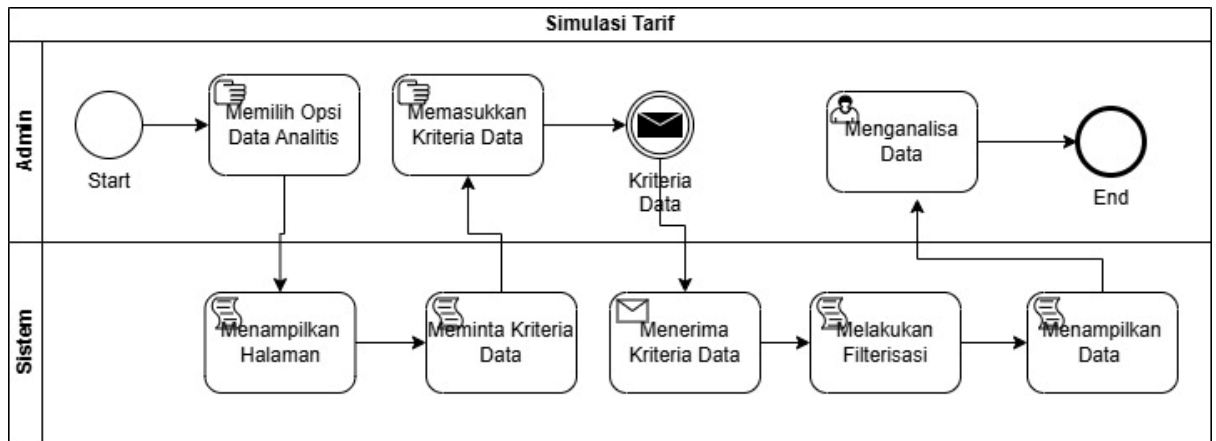 Simulasi Tarif
Admin
Start
Memilih Opsi
Data Analitis
Memasukkan
Kriteria Data
Kriteria
Data
Menganalisa
Data
End
Sistem
Menampilkan
Halaman
Meminta Kriteria
Data
Menerima
Kriteria Data
Melakukan
Filterisasi
Menampilkan
Data